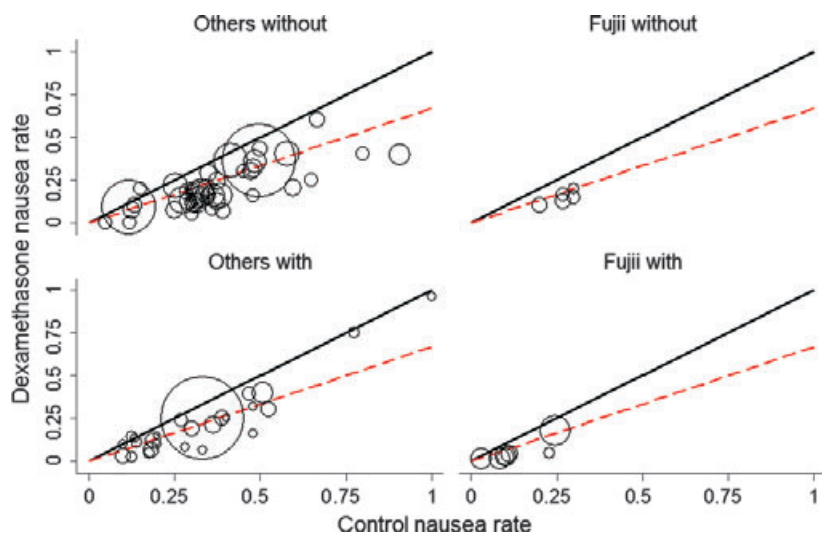 Others without
Fujii without
1
0.75
0.5
0.25
0
Others with
Fujii with
1
0.75
0.5
0.25
0
0 0.25 0.5 0.75 1
0 0.25 0.5 0.75 1
Dexamethasone nausea rate
Control nausea rate